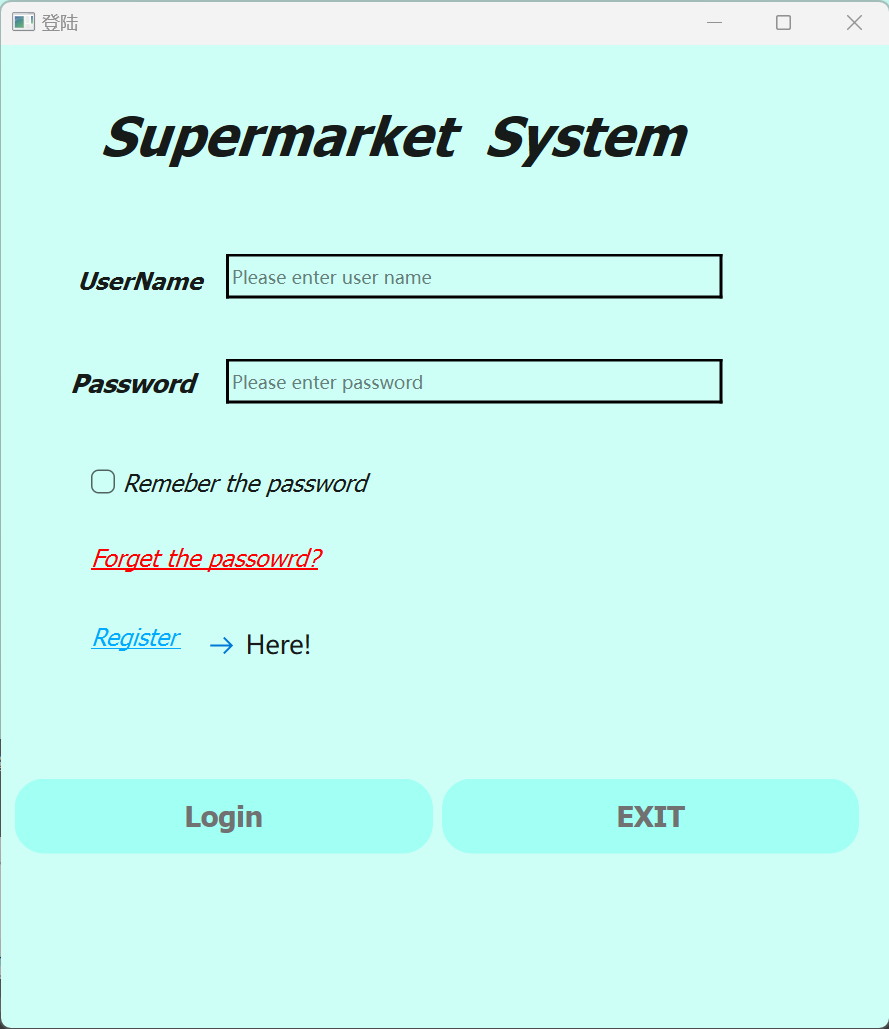 登陆
Supermarket System
UserName
Please enter user name
Password
Please enter password
Remeber the password
Forget the passowrd?
Register → Here!
Login
EXIT